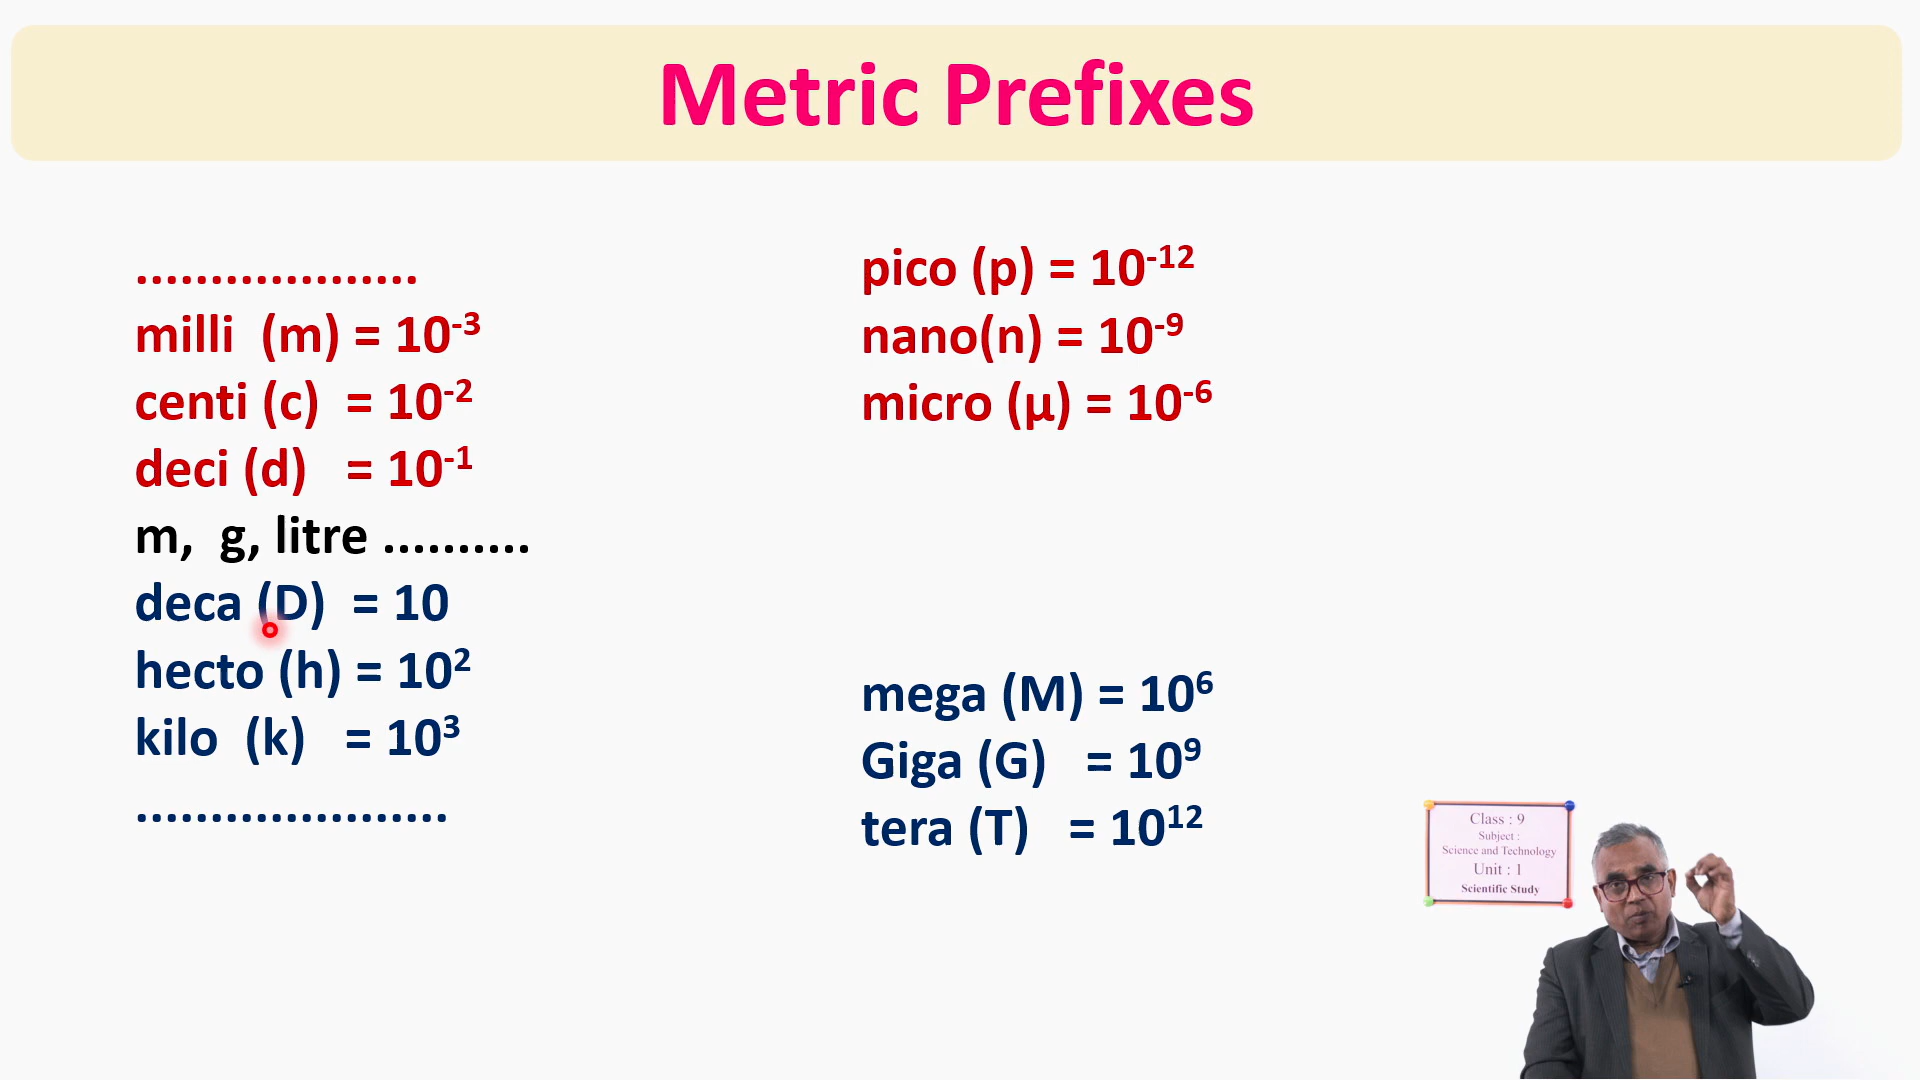 Metric Prefixes
...................
milli (m) = 10⁻³
centi (c) = 10⁻²
deci (d) = 10⁻¹
m, g, litre ..........
deca (D) = 10
hecto (h) = 10²
kilo (k) = 10³
.....................
pico (p) = 10⁻¹²
nano(n) = 10⁻⁹
micro (µ) = 10⁻⁶
mega (M) = 10⁶
Giga (G) = 10⁹
tera (T) = 10¹²
Class : 9
Subject :
Science and Technology
Unit : 1
Scientific Study